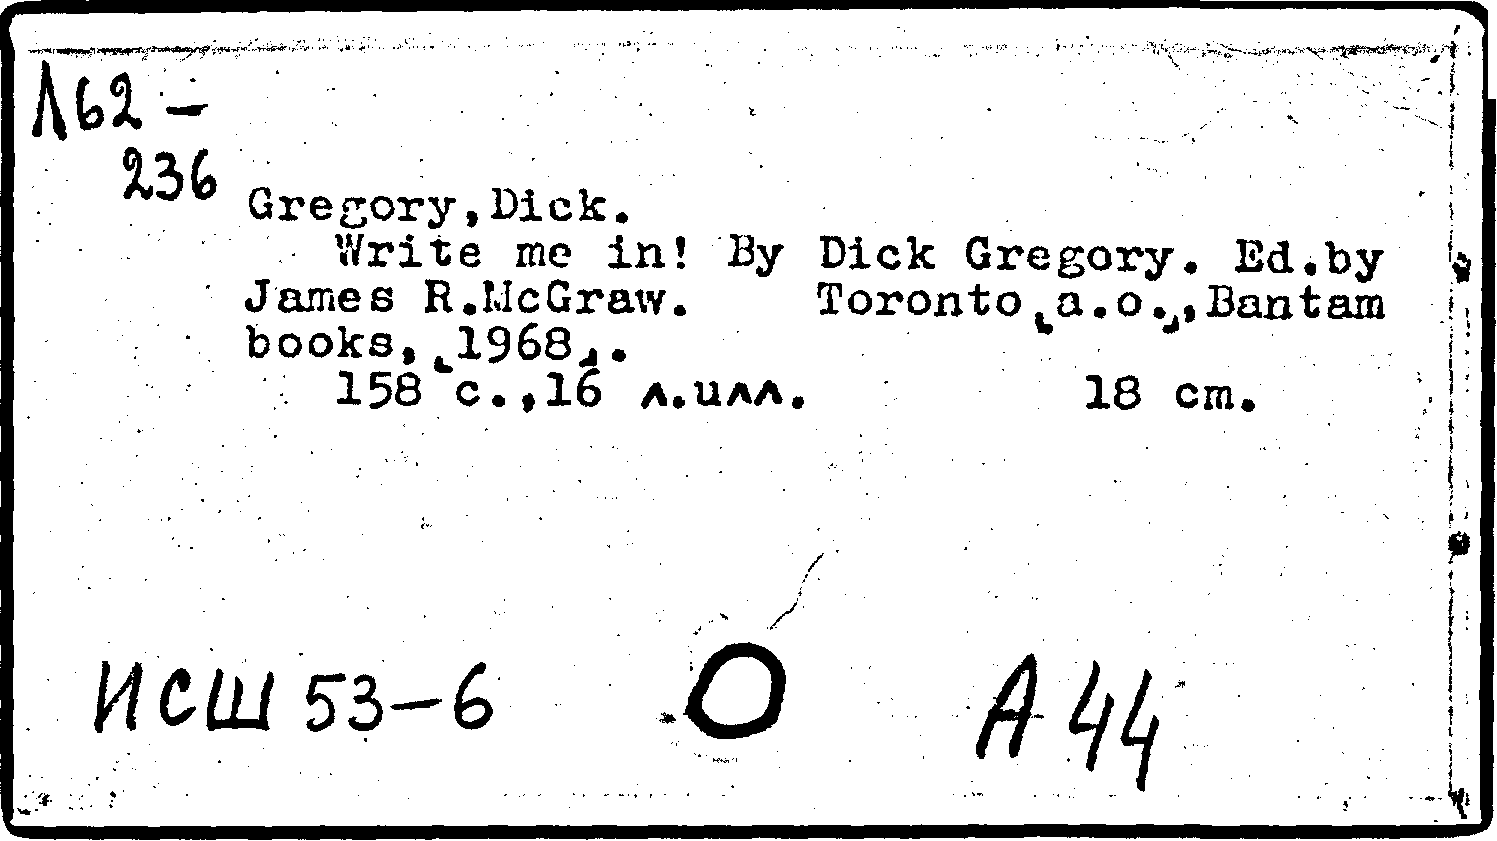 Л62-
236
Gregory,Dick.
Write me in! By Dick Gregory. Ed.by
James R.McGraw. Toronto [a.o.],Bantam
books, [1968].
158 c.,16 л.илл. 18 cm.
ИСШ 53-6 A 44